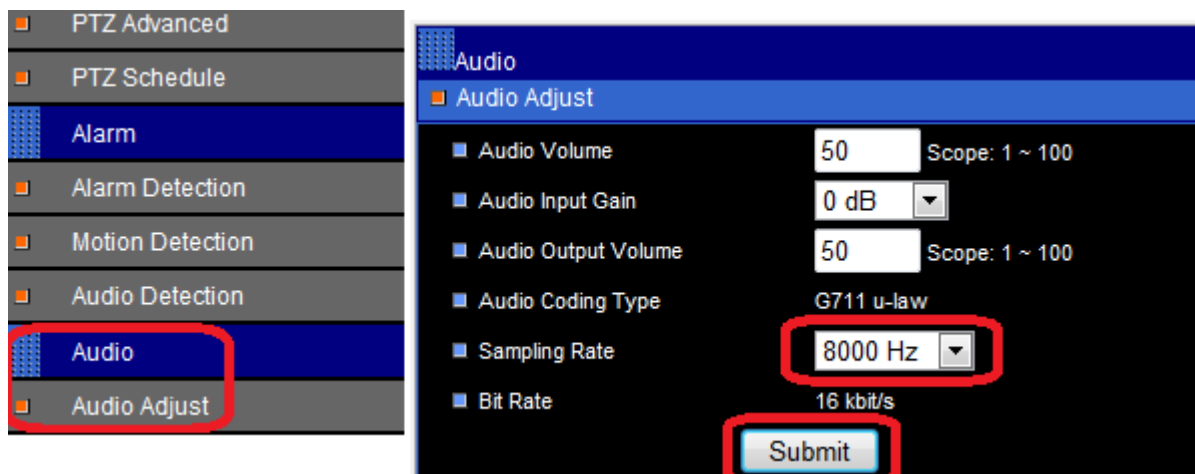 PTZ Advanced
PTZ Schedule
Alarm
Alarm Detection
Motion Detection
Audio Detection
Audio
Audio Adjust
Audio
Audio Adjust
Audio Volume 50 Scope: 1 ~ 100
Audio Input Gain 0 dB
Audio Output Volume 50 Scope: 1 ~ 100
Audio Coding Type G711 u-law
Sampling Rate 8000 Hz
Bit Rate 16 kbit/s
Submit